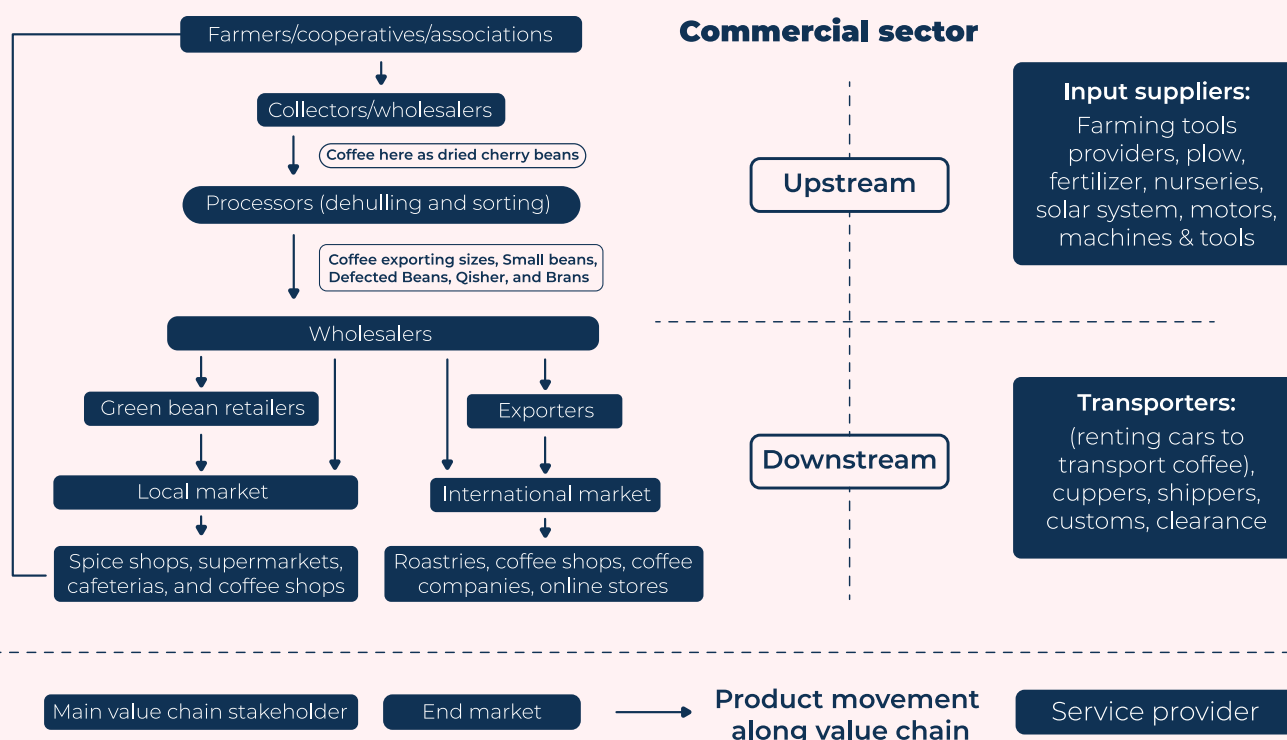 Farmers/cooperatives/associations
Commercial sector
Collectors/wholesalers
Coffee here as dried cherry beans
Processors (dehulling and sorting)
Coffee exporting sizes, Small beans,
Defected Beans, Qisher, and Brans
Wholesalers
Green bean retailers
Exporters
Local market
International market
Spice shops, supermarkets,
cafeterias, and coffee shops
Roastries, coffee shops, coffee
companies, online stores
Upstream
Downstream
Input suppliers:
Farming tools
providers, plow,
fertilizer, nurseries,
solar system, motors,
machines & tools
Transporters:
(renting cars to
transport coffee),
cuppers, shippers,
customs, clearance
Main value chain stakeholder
End market
Product movement
along value chain
Service provider